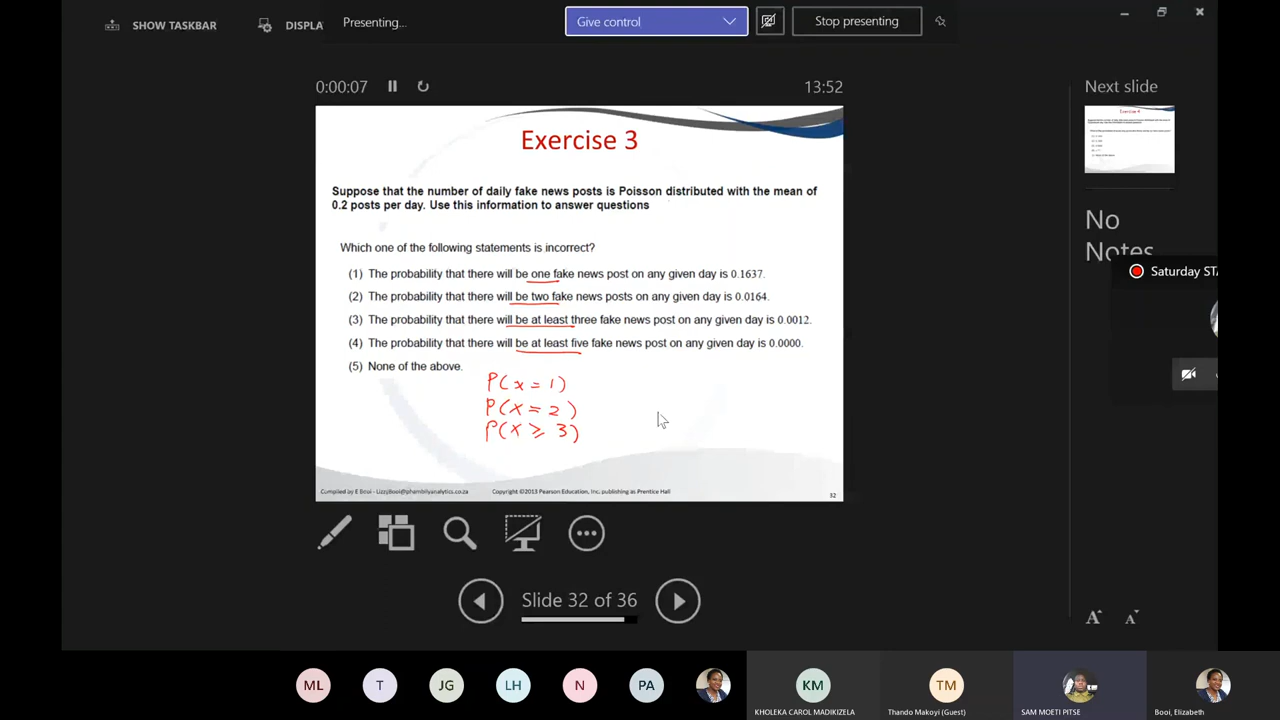 SHOW TASKBAR
DISPLA
Presenting...
Give control
Stop presenting
0:00:07
13:52
Next slide
Exercise 3
Suppose that the number of daily fake news posts is Poisson distributed with the mean of
0.2 posts per day. Use this information to answer questions
Which one of the following statements is incorrect?
(1) The probability that there will be one fake news post on any given day is 0.1637.
(2) The probability that there will be two fake news posts on any given day is 0.0164.
(3) The probability that there will be at least three fake news post on any given day is 0.0012.
(4) The probability that there will be at least five fake news post on any given day is 0.0000.
(5) None of the above.
P(x = 1)
P(x = 2)
P(x ≥ 3)
Compiled by E Booi - LizzjBooi@phembilyanalytics.co.za
Copyright ©2013 Pearson Education, Inc. publishing as Prentice Hall
32
No
Notes
Saturday STA
Slide 32 of 36
A
A
ML
T
JG
LH
N
PA
KM
TM
KHOLEKA CAROL MADIKIZELA
Thando Makoyi (Guest)
SAM MOETI PITSE
Booi, Elizabeth